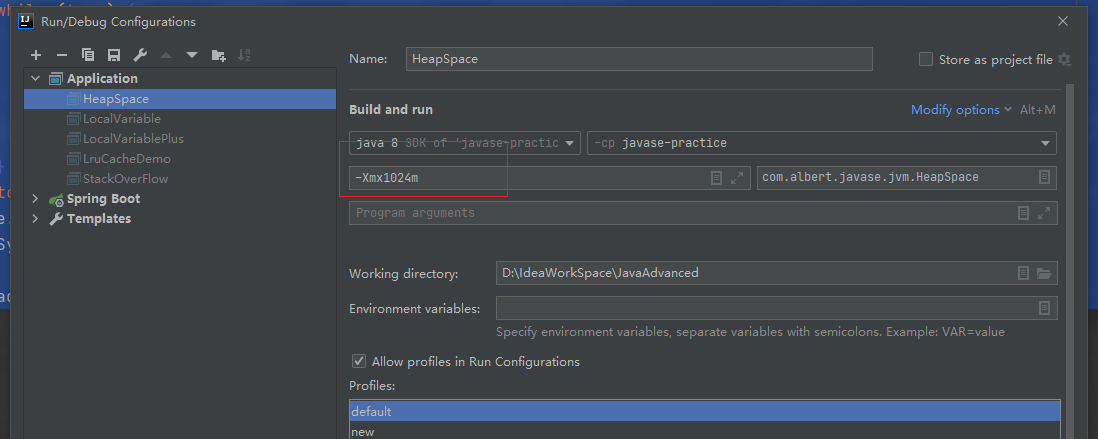 while (true) {
Run/Debug Configurations
Name: HeapSpace
Store as project file
Application
HeapSpace
LocalVariable
LocalVariablePlus
LruCacheDemo
StackOverFlow
Spring Boot
Templates
Build and run
Modify options Alt+M
java 8 SDK of 'javase-practic
-cp javase-practice
-Xmx1024m
com.albert.javase.jvm.HeapSpace
Program arguments
Working directory: D:\IdeaWorkSpace\JavaAdvanced
Environment variables:
Specify environment variables, separate variables with semicolons. Example: VAR=value
Allow profiles in Run Configurations
Profiles:
default
new